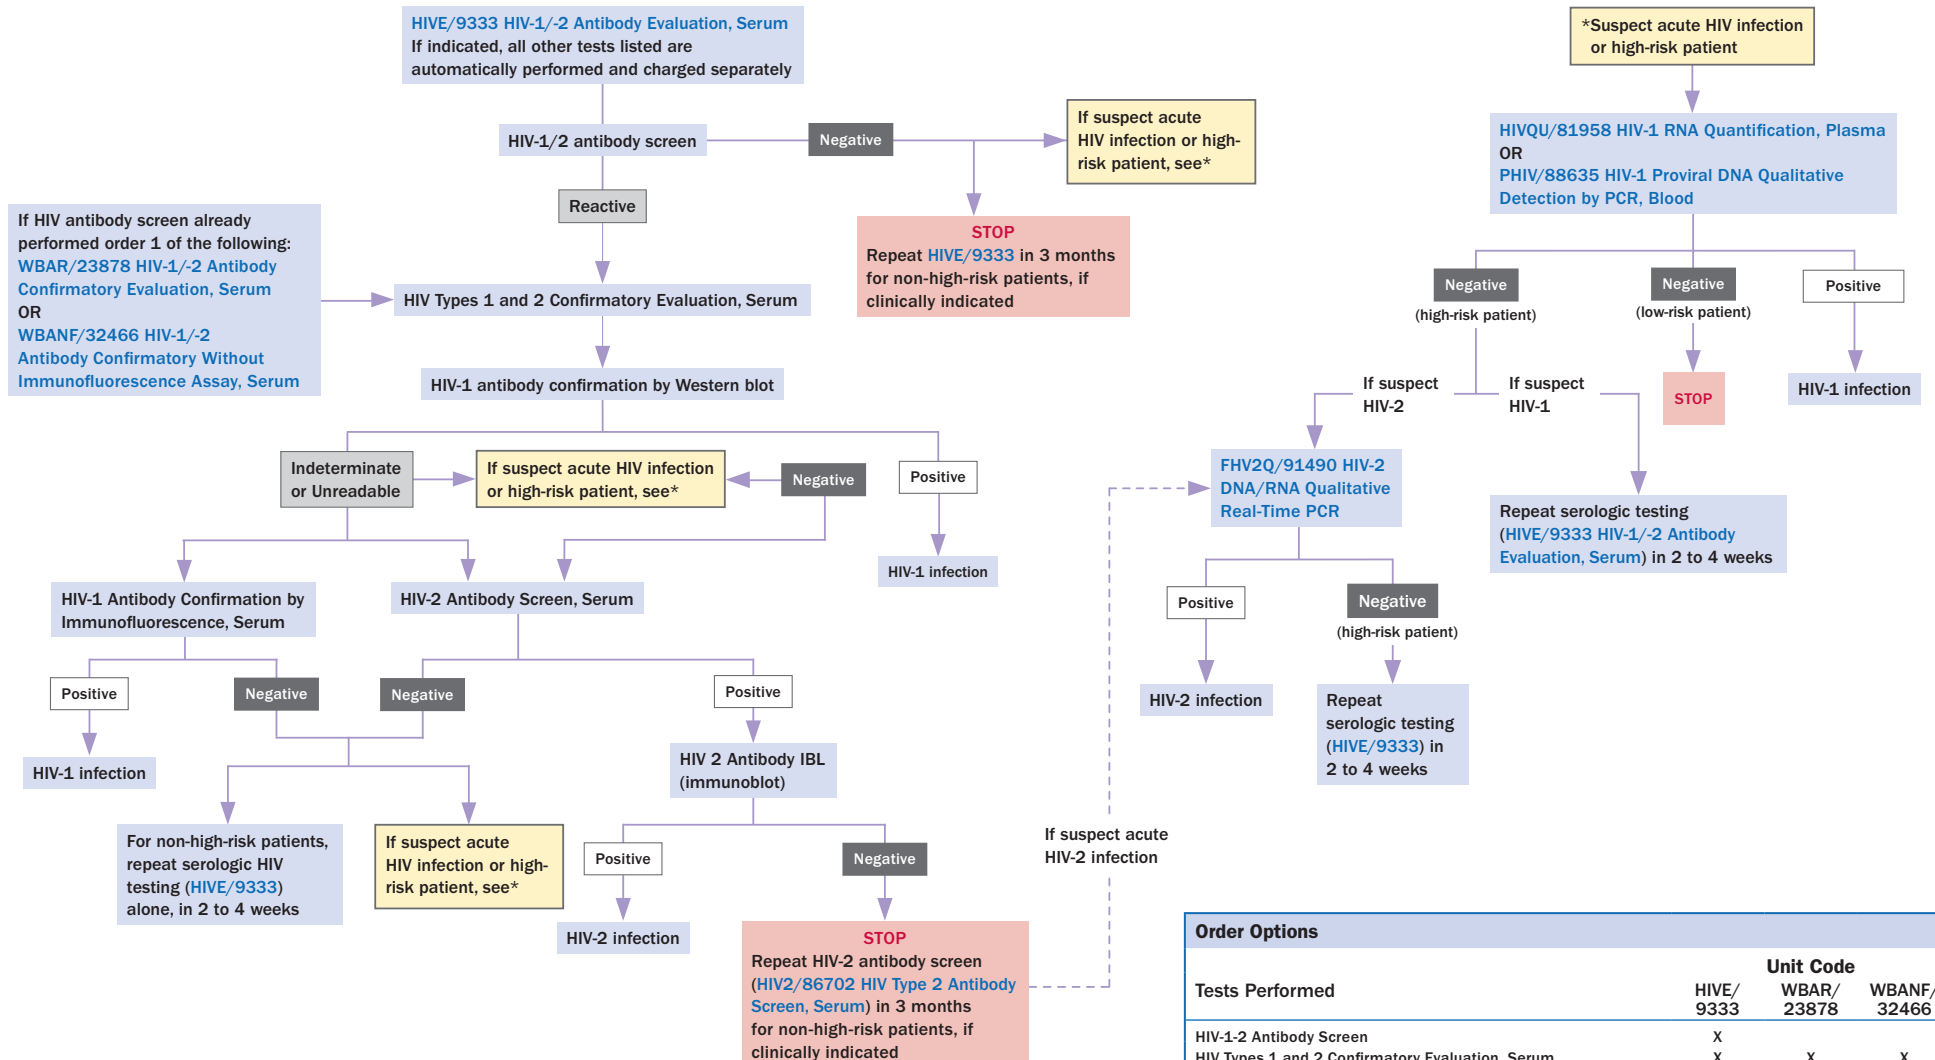 HIVE/9333 HIV-1/-2 Antibody Evaluation, Serum
If indicated, all other tests listed are
automatically performed and charged separately
HIV-1/2 antibody screen
Negative
If suspect acute
HIV infection or high-
risk patient, see*
Reactive
STOP
Repeat HIVE/9333 in 3 months
for non-high-risk patients, if
clinically indicated
If HIV antibody screen already
performed order 1 of the following:
WBAR/23878 HIV-1/-2 Antibody
Confirmatory Evaluation, Serum
OR
WBANF/32466 HIV-1/-2
Antibody Confirmatory Without
Immunofluorescence Assay, Serum
HIV Types 1 and 2 Confirmatory Evaluation, Serum
HIV-1 antibody confirmation by Western blot
Indeterminate
or Unreadable
If suspect acute HIV infection
or high-risk patient, see*
Negative
Positive
HIV-1 infection
HIV-1 Antibody Confirmation by
Immunofluorescence, Serum
HIV-2 Antibody Screen, Serum
Positive
Negative
Negative
Positive
HIV-1 infection
HIV 2 Antibody IBL
(immunoblot)
For non-high-risk patients,
repeat serologic HIV
testing (HIVE/9333)
alone, in 2 to 4 weeks
If suspect acute
HIV infection or high-
risk patient, see*
Positive
Negative
HIV-2 infection
STOP
Repeat HIV-2 antibody screen
(HIV2/86702 HIV Type 2 Antibody
Screen, Serum) in 3 months
for non-high-risk patients, if
clinically indicated
If suspect acute
HIV-2 infection
*Suspect acute HIV infection
or high-risk patient
HIVQU/81958 HIV-1 RNA Quantification, Plasma
OR
PHIV/88635 HIV-1 Proviral DNA Qualitative
Detection by PCR, Blood
Negative
(high-risk patient)
Negative
(low-risk patient)
Positive
If suspect
HIV-2
If suspect
HIV-1
STOP
HIV-1 infection
FHV2Q/91490 HIV-2
DNA/RNA Qualitative
Real-Time PCR
Repeat serologic testing
(HIVE/9333 HIV-1/-2 Antibody
Evaluation, Serum) in 2 to 4 weeks
Positive
Negative
(high-risk patient)
HIV-2 infection
Repeat
serologic testing
(HIVE/9333) in
2 to 4 weeks
Order Options
Unit Code
Tests Performed HIVE/ WBAR/ WBANF/
9333 23878 32466
HIV-1-2 Antibody Screen X
HIV Types 1 and 2 Confirmatory Evaluation, Serum X X X